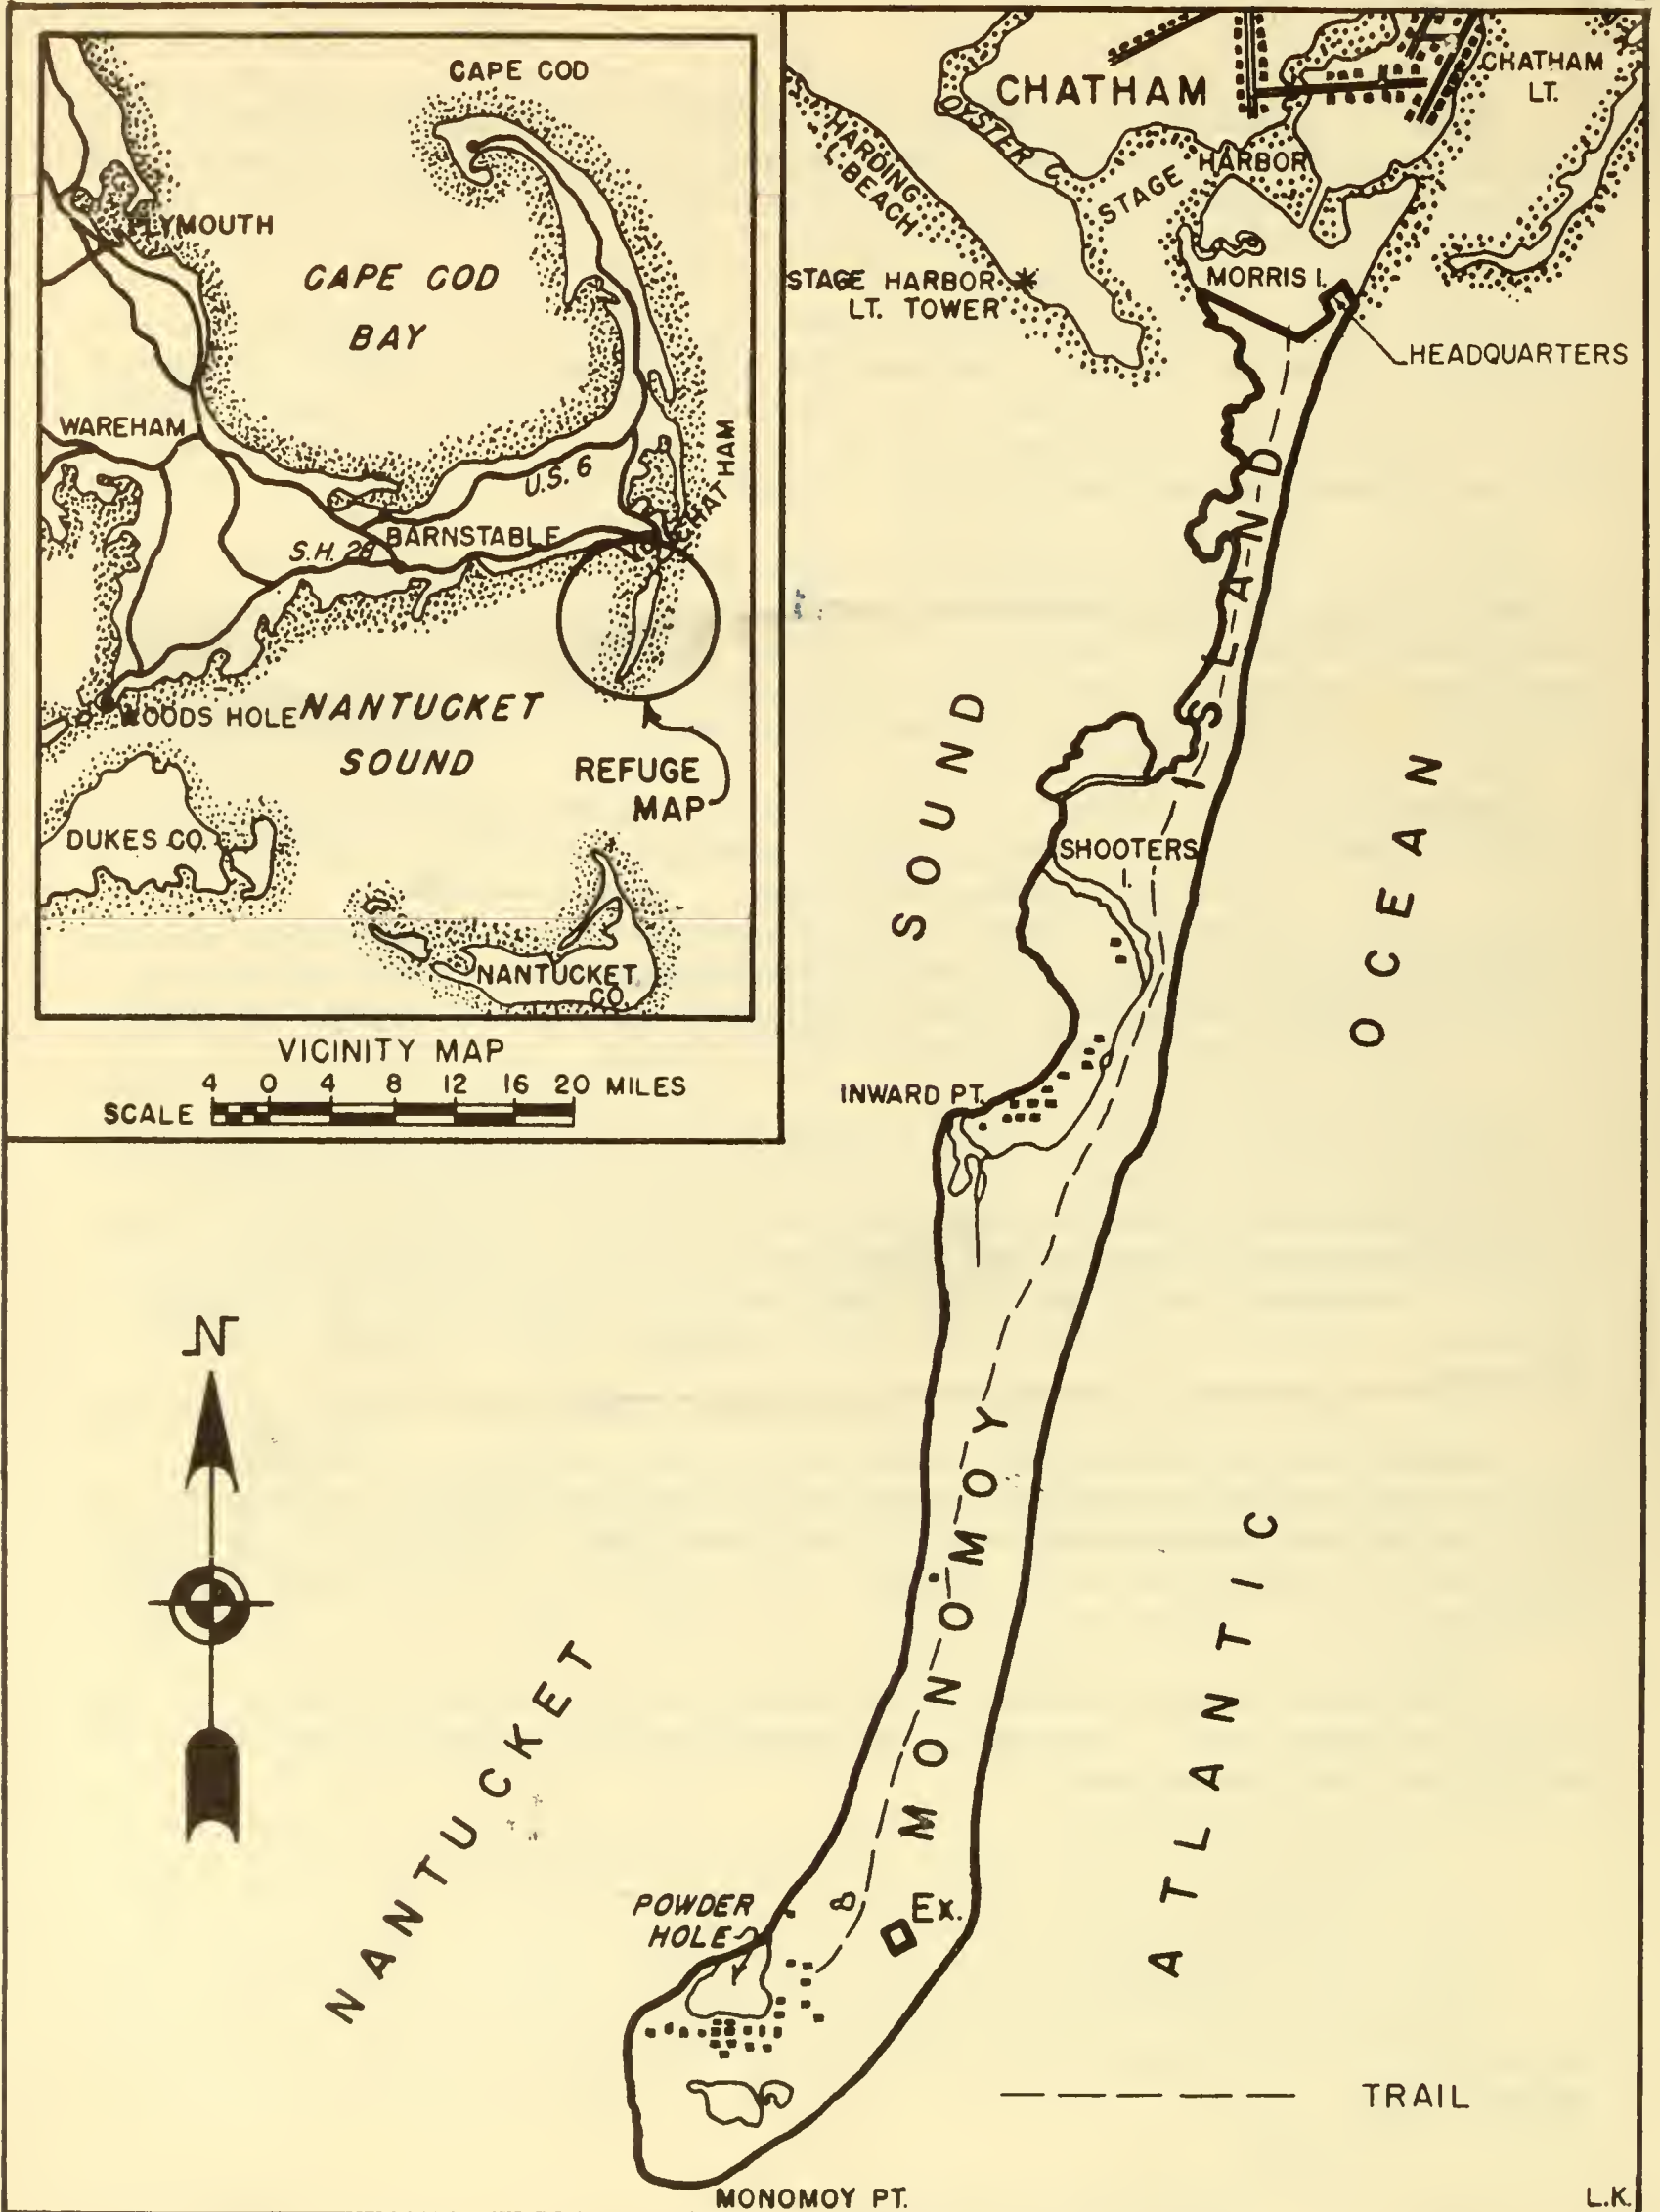 CAPE COD
PLYMOUTH
CAPE COD
BAY
WAREHAM
U.S. 6
CHATHAM
BARNSTABLE
S.H. 28
WOODS HOLE
NANTUCKET
SOUND
REFUGE
MAP
DUKES CO.
NANTUCKET
CO.
VICINITY MAP
4 0 4 8 12 16 20 MILES
SCALE
CHATHAM
CHATHAM
LT.
OYSTER C.
HARDING
BEACH
STAGE HARBOR
STAGE HARBOR
LT. TOWER
MORRIS I.
HEADQUARTERS
MONOMOY ISLAND
SHOOTERS
I.
INWARD PT.
NANTUCKET SOUND
ATLANTIC OCEAN
N
POWDER
HOLE
Ex.
TRAIL
MONOMOY PT.
L.K.